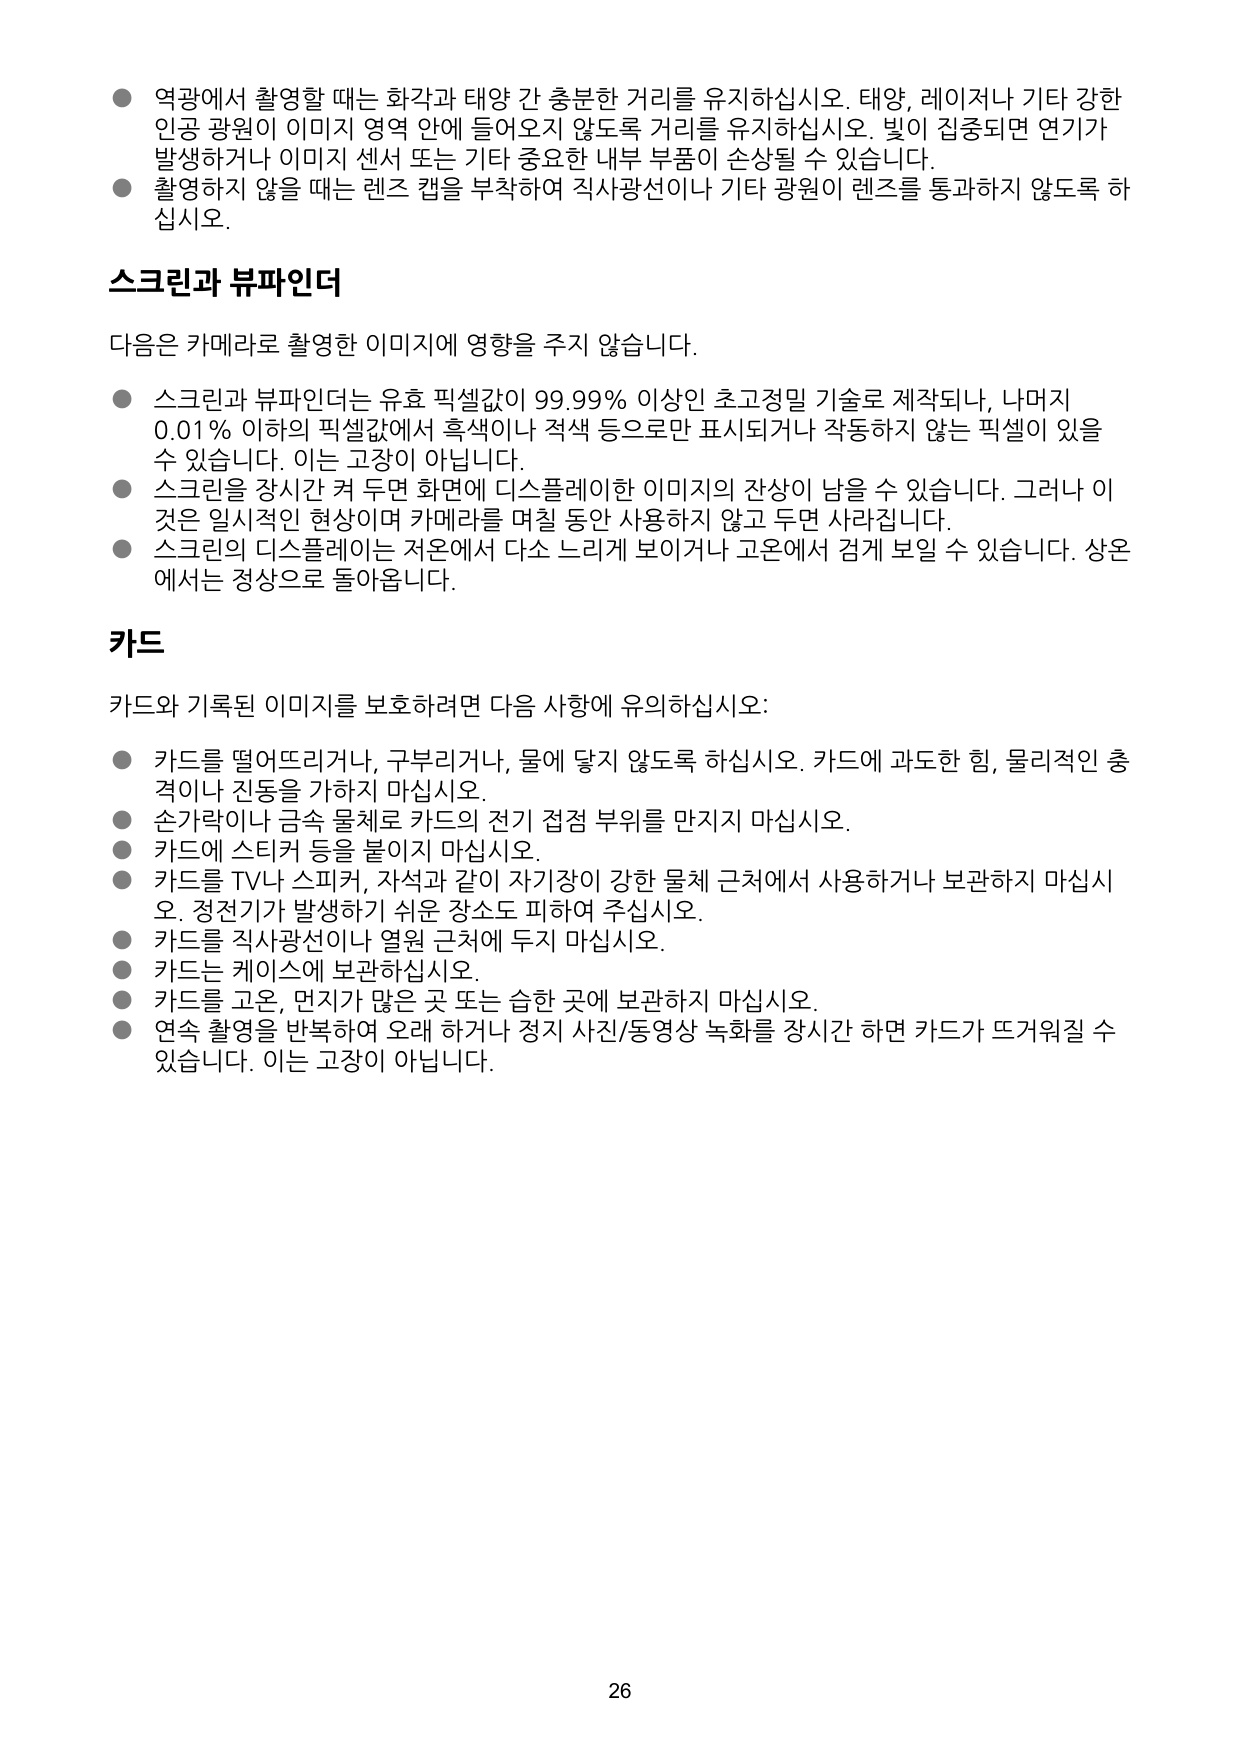 ● 역광에서 촬영할 때는 화각과 태양 간 충분한 거리를 유지하십시오. 태양, 레이저나 기타 강한
인공 광원이 이미지 영역 안에 들어오지 않도록 거리를 유지하십시오. 빛이 집중되면 연기가
발생하거나 이미지 센서 또는 기타 중요한 내부 부품이 손상될 수 있습니다.
● 촬영하지 않을 때는 렌즈 캡을 부착하여 직사광선이나 기타 광원이 렌즈를 통과하지 않도록 하
십시오.
스크린과 뷰파인더
다음은 카메라로 촬영한 이미지에 영향을 주지 않습니다.
● 스크린과 뷰파인더는 유효 픽셀값이 99.99% 이상인 초고정밀 기술로 제작되나, 나머지
0.01% 이하의 픽셀값에서 흑색이나 적색 등으로만 표시되거나 작동하지 않는 픽셀이 있을
수 있습니다. 이는 고장이 아닙니다.
● 스크린을 장시간 켜 두면 화면에 디스플레이한 이미지의 잔상이 남을 수 있습니다. 그러나 이
것은 일시적인 현상이며 카메라를 며칠 동안 사용하지 않고 두면 사라집니다.
● 스크린의 디스플레이는 저온에서 다소 느리게 보이거나 고온에서 검게 보일 수 있습니다. 상온
에서는 정상으로 돌아옵니다.
카드
카드와 기록된 이미지를 보호하려면 다음 사항에 유의하십시오:
● 카드를 떨어뜨리거나, 구부리거나, 물에 닿지 않도록 하십시오. 카드에 과도한 힘, 물리적인 충
격이나 진동을 가하지 마십시오.
● 손가락이나 금속 물체로 카드의 전기 접점 부위를 만지지 마십시오.
● 카드에 스티커 등을 붙이지 마십시오.
● 카드를 TV나 스피커, 자석과 같이 자기장이 강한 물체 근처에서 사용하거나 보관하지 마십시
오. 정전기가 발생하기 쉬운 장소도 피하여 주십시오.
● 카드를 직사광선이나 열원 근처에 두지 마십시오.
● 카드는 케이스에 보관하십시오.
● 카드를 고온, 먼지가 많은 곳 또는 습한 곳에 보관하지 마십시오.
● 연속 촬영을 반복하여 오래 하거나 정지 사진/동영상 녹화를 장시간 하면 카드가 뜨거워질 수
있습니다. 이는 고장이 아닙니다.
26